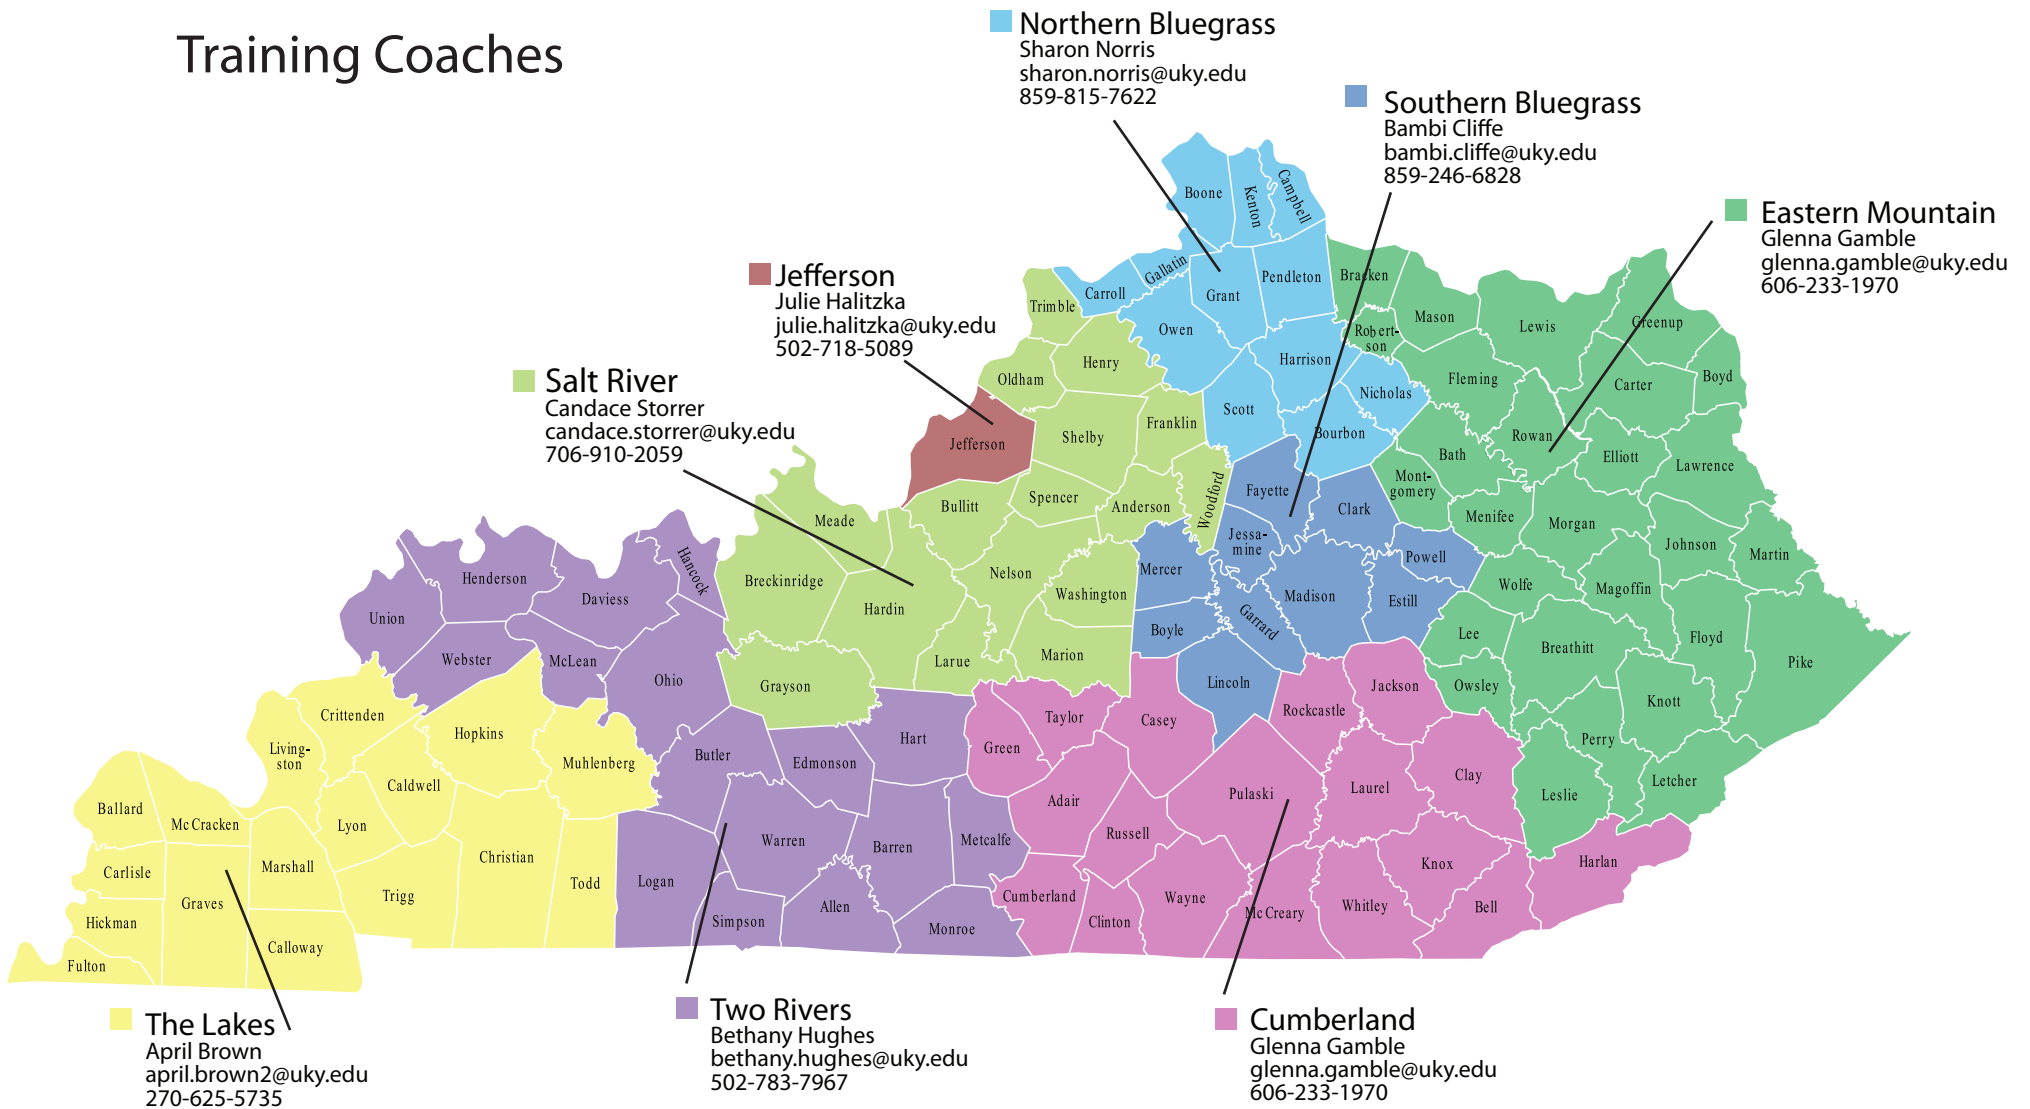 Training Coaches
Northern Bluegrass
Sharon Norris
sharon.norris@uky.edu
859-815-7622
Southern Bluegrass
Bambi Cliffe
bambi.cliffe@uky.edu
859-246-6828
Eastern Mountain
Glenna Gamble
glenna.gamble@uky.edu
606-233-1970
Jefferson
Julie Halitzka
julie.halitzka@uky.edu
502-718-5089
Salt River
Candace Storrer
candace.storrer@uky.edu
706-910-2059
Boone
Kenton
Campbell
Gallatin
Carroll
Grant
Pendleton
Owen
Harrison
Nicholas
Scott
Bourbon
Trimble
Henry
Oldham
Jefferson
Shelby
Franklin
Woodford
Spencer
Anderson
Bullitt
Meade
Breckinridge
Hardin
Nelson
Washington
Larue
Marion
Grayson
Bracken
Mason
Robert-
son
Lewis
Greenup
Fleming
Carter
Boyd
Rowan
Bath
Elliott
Lawrence
Mont-
gomery
Menifee
Morgan
Johnson
Martin
Wolfe
Magoffin
Lee
Breathitt
Floyd
Pike
Owsley
Knott
Perry
Leslie
Letcher
Fayette
Clark
Jessa-
mine
Powell
Mercer
Madison
Estill
Garrard
Boyle
Lincoln
Hancock
Henderson
Daviess
Union
Webster
McLean
Ohio
Butler
Edmonson
Hart
Warren
Barren
Metcalfe
Logan
Simpson
Allen
Monroe
Crittenden
Living-
ston
Hopkins
Muhlenberg
Caldwell
Lyon
Ballard
Mc Cracken
Carlisle
Marshall
Graves
Hickman
Fulton
Calloway
Trigg
Christian
Todd
Jackson
Rockcastle
Taylor
Casey
Green
Pulaski
Laurel
Clay
Adair
Russell
Knox
Harlan
Cumberland
Clinton
Wayne
Mc Creary
Whitley
Bell
The Lakes
April Brown
april.brown2@uky.edu
270-625-5735
Two Rivers
Bethany Hughes
bethany.hughes@uky.edu
502-783-7967
Cumberland
Glenna Gamble
glenna.gamble@uky.edu
606-233-1970